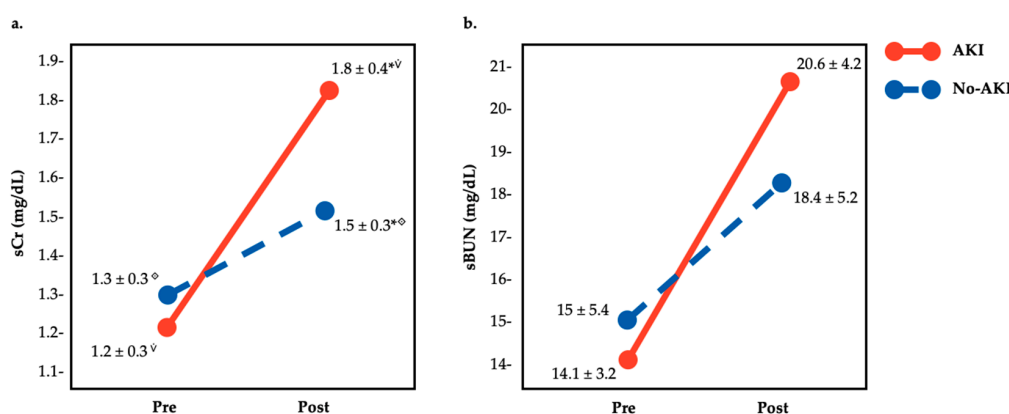 a.
sCr (mg/dL)
1.9-
1.8-
1.7-
1.6-
1.5-
1.4-
1.3-
1.2-
1.1-
1.8 ± 0.4*⩒
1.5 ± 0.3*◇
1.3 ± 0.3 ◇
1.2 ± 0.3 ⩒
Pre Post
b.
sBUN (mg/dL)
21-
20-
19-
18-
17-
16-
15-
14-
20.6 ± 4.2
18.4 ± 5.2
15 ± 5.4
14.1 ± 3.2
Pre Post
AKI
No-AKI